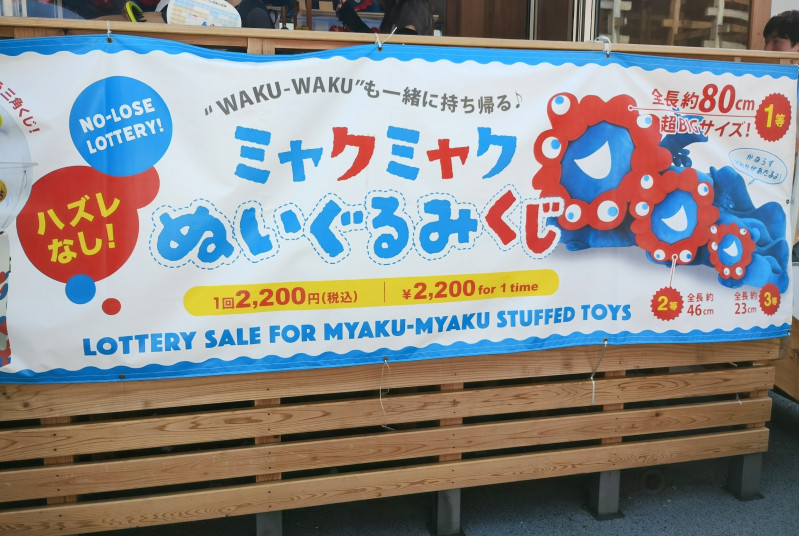 三角くじ!
NO-LOSE
LOTTERY!
ハズレ
なし!
"WAKU-WAKU"も一緒に持ち帰る♪
ミャクミャク
ぬいぐるみくじ
1回2,200円(税込) ¥2,200 for 1 time
LOTTERY SALE FOR MYAKU-MYAKU STUFFED TOYS
全長約80cm
超BIGサイズ!
1等
2等
全長 約
46cm
全長 約
23cm
3等